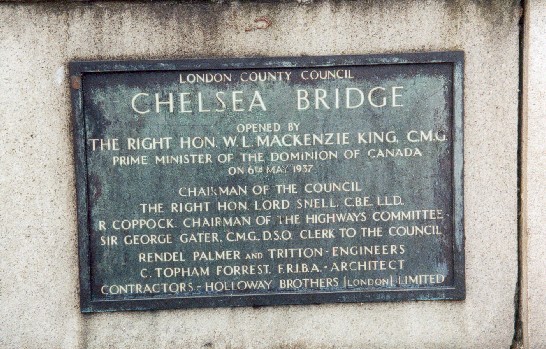 LONDON COUNTY COUNCIL
CHELSEA BRIDGE
OPENED BY
THE RIGHT HON. W. L. MACKENZIE KING, C.M.G.
PRIME MINISTER OF THE DOMINION OF CANADA
ON 6TH MAY 1937
CHAIRMAN OF THE COUNCIL
THE RIGHT HON. LORD SNELL, C.B.E. LL.D.
R COPPOCK, CHAIRMAN OF THE HIGHWAYS COMMITTEE-
SIR GEORGE GATER, C.M.G., D.S.O. CLERK TO THE COUNCIL
RENDEL PALMER AND TRITTON - ENGINEERS
C. TOPHAM FORREST, F.R.I.B.A. - ARCHITECT
CONTRACTORS - HOLLOWAY BROTHERS (LONDON) LIMITED